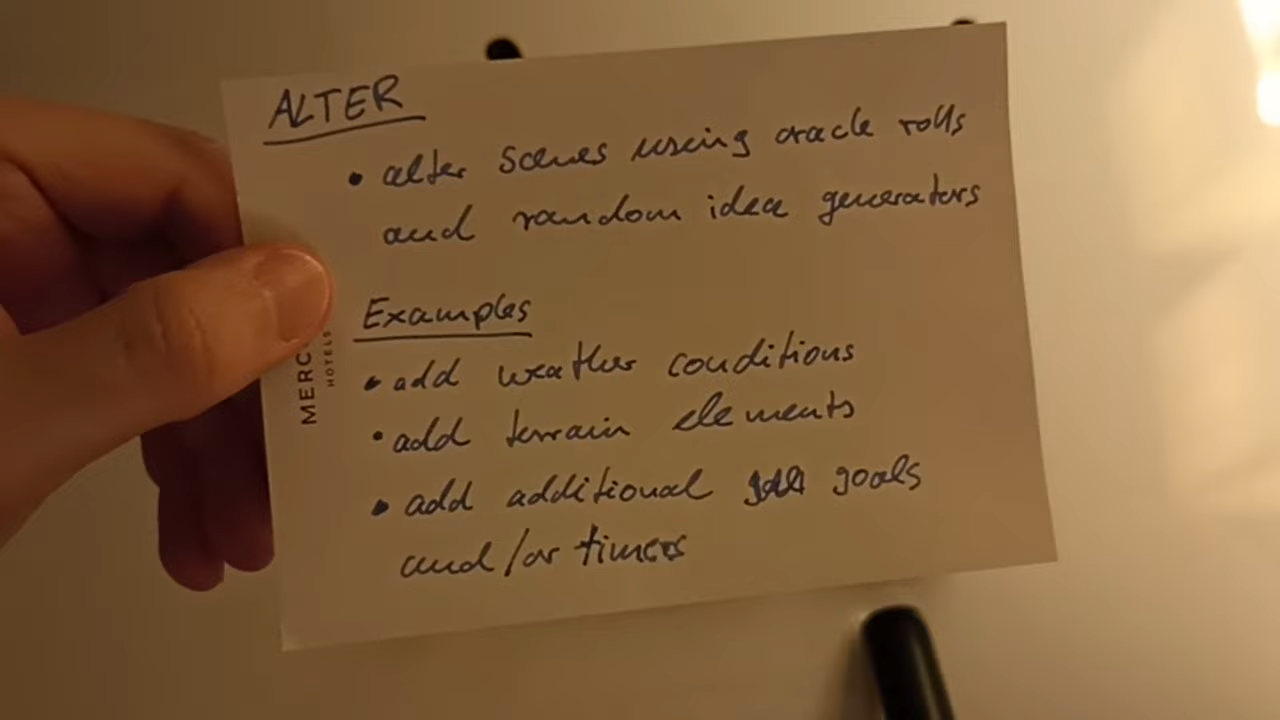 ALTER
• alter scenes using oracle rolls
and random idea generators
Examples
• add weather conditions
• add terrain elements
• add additional goals
and/or timers
MERC
HOTELS